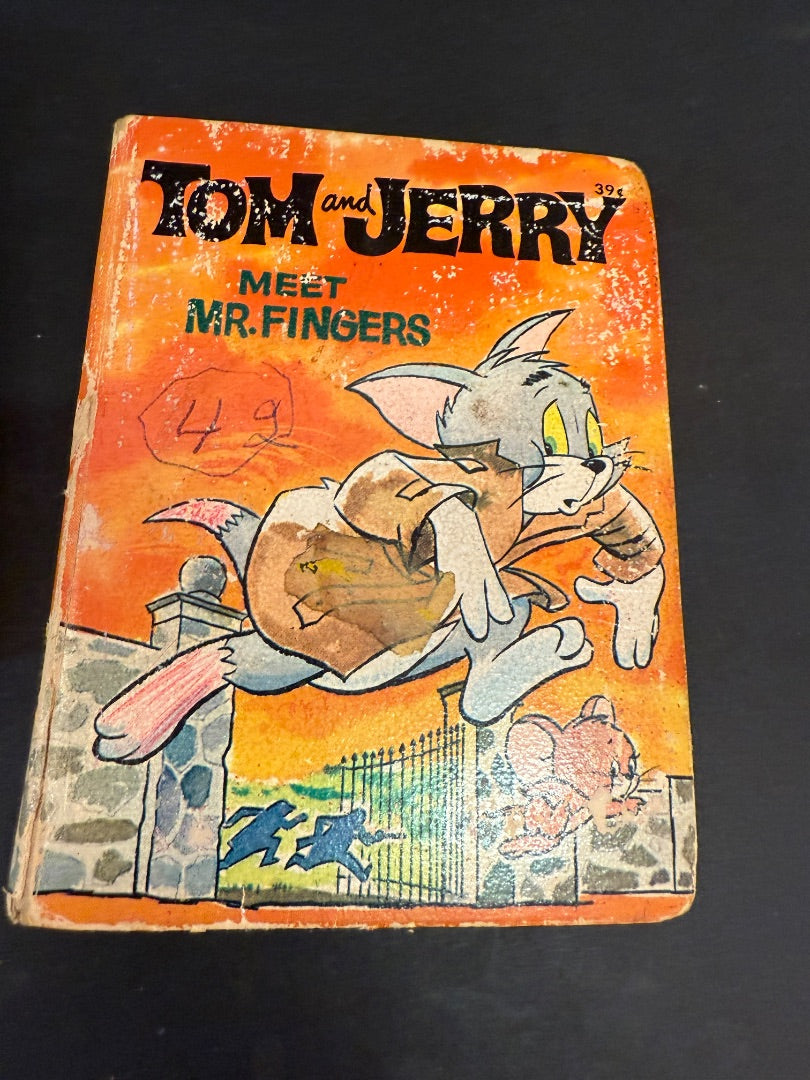 TOM and JERRY
39¢
MEET
MR. FINGERS
49